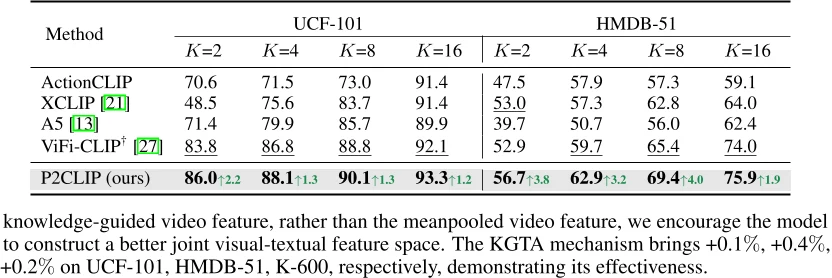 Method UCF-101 HMDB-51
K=2 K=4 K=8 K=16 K=2 K=4 K=8 K=16
ActionCLIP 70.6 71.5 73.0 91.4 47.5 57.9 57.3 59.1
XCLIP [21] 48.5 75.6 83.7 91.4 53.0 57.3 62.8 64.0
A5 [13] 71.4 79.9 85.7 89.9 39.7 50.7 56.0 62.4
ViFi-CLIP† [27] 83.8 86.8 88.8 92.1 52.9 59.7 65.4 74.0
P2CLIP (ours) 86.0↑2.2 88.1↑1.3 90.1↑1.3 93.3↑1.2 56.7↑3.8 62.9↑3.2 69.4↑4.0 75.9↑1.9
knowledge-guided video feature, rather than the meanpooled video feature, we encourage the model
to construct a better joint visual-textual feature space. The KGTA mechanism brings +0.1%, +0.4%,
+0.2% on UCF-101, HMDB-51, K-600, respectively, demonstrating its effectiveness.